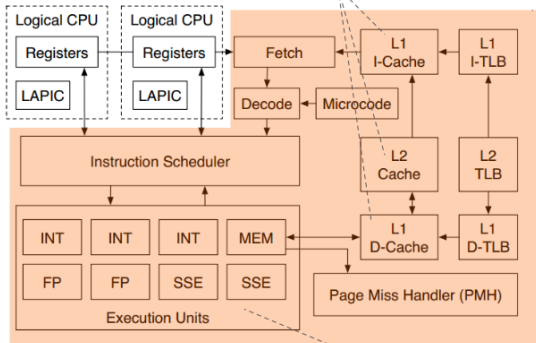 Logical CPU
Logical CPU
Registers
Registers
LAPIC
LAPIC
Fetch
L1
I-Cache
L1
I-TLB
Decode
Microcode
Instruction Scheduler
L2
Cache
L2
TLB
INT
INT
INT
MEM
L1
D-Cache
L1
D-TLB
FP
FP
SSE
SSE
Page Miss Handler (PMH)
Execution Units